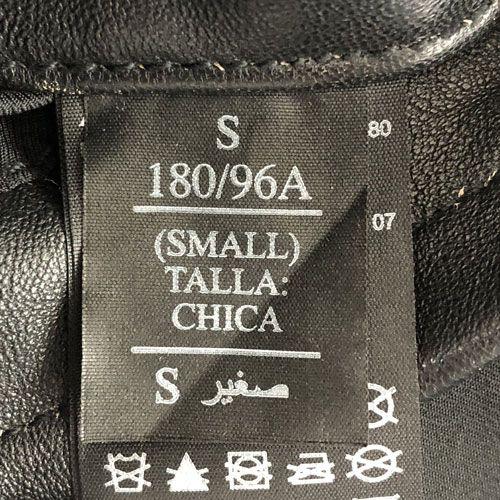 S
180/96A
(SMALL)
TALLA:
CHICA
S صغير
80
07